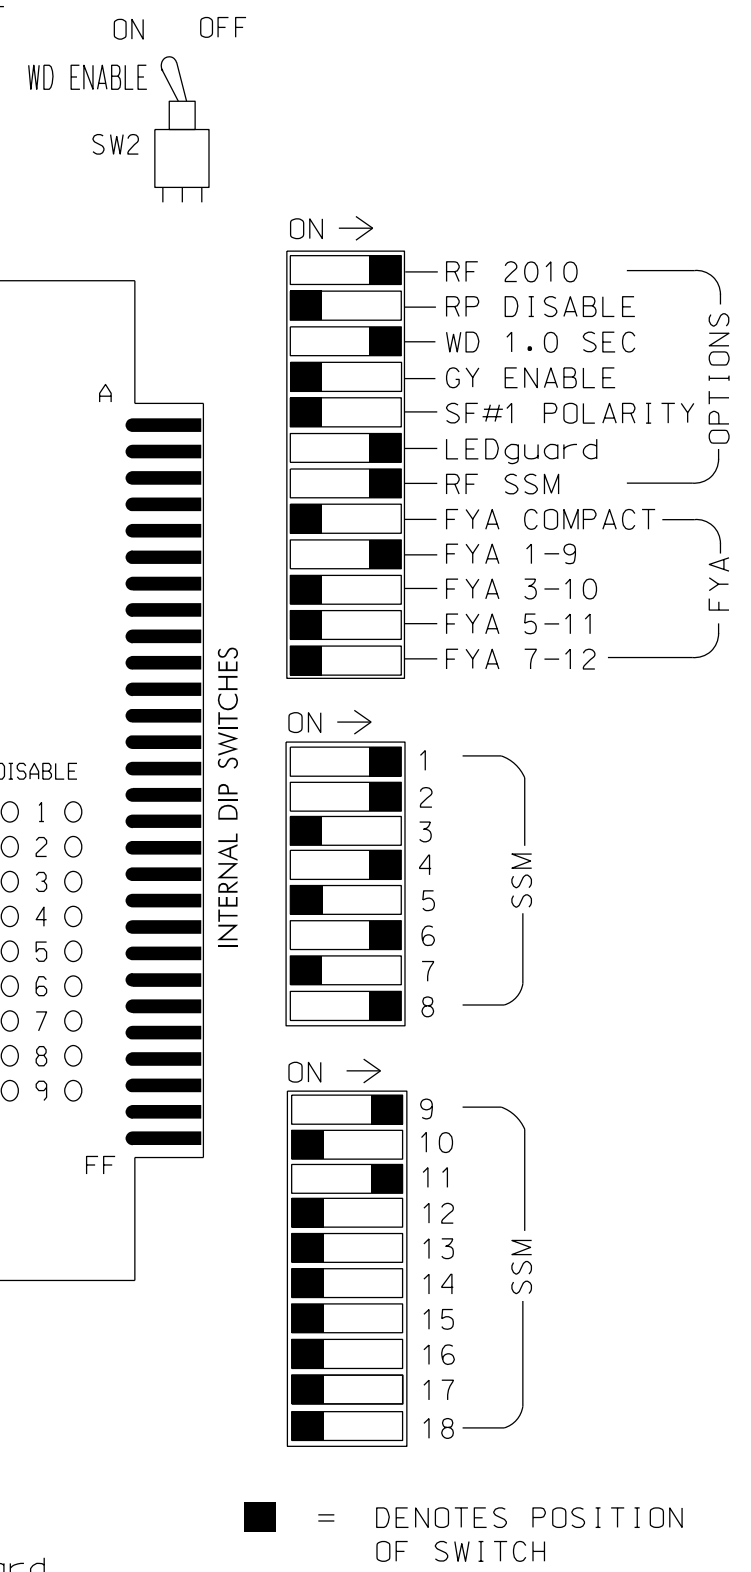 ON OFF
WD ENABLE
SW2
ON →
RF 2010
RP DISABLE
WD 1.0 SEC
GY ENABLE
SF#1 POLARITY
LEDguard
RF SSM
OPTIONS
FYA COMPACT
FYA 1-9
FYA 3-10
FYA 5-11
FYA 7-12
FYA
A
FF
INTERNAL DIP SWITCHES
DISABLE
1
2
3
4
5
6
7
8
9
ON →
1
2
3
4
5
6
7
8
SSM
ON →
9
10
11
12
13
14
15
16
17
18
SSM
= DENOTES POSITION
OF SWITCH